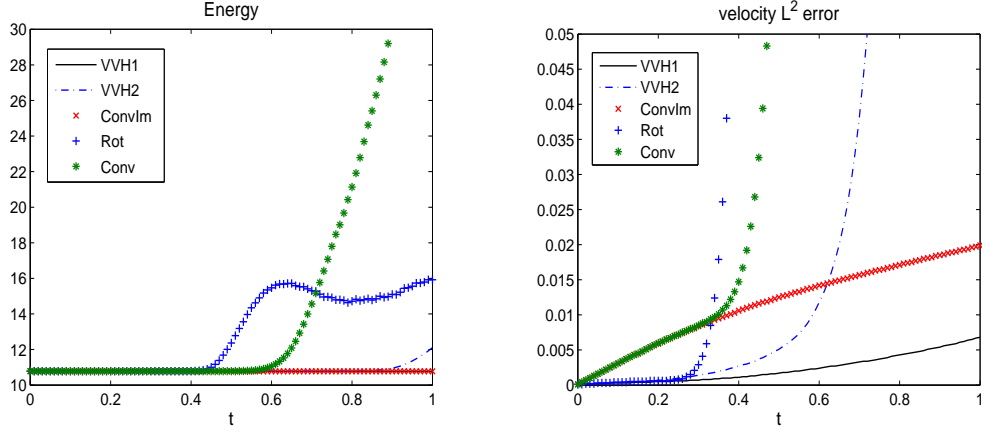 Energy
30
28
26
24
22
20
18
16
14
12
10
0
0.2
0.4
0.6
0.8
1
t
VVH1
VVH2
ConvIm
Rot
Conv
velocity L² error
0.05
0.045
0.04
0.035
0.03
0.025
0.02
0.015
0.01
0.005
0
0
0.2
0.4
0.6
0.8
1
t
VVH1
VVH2
ConvIm
Rot
Conv